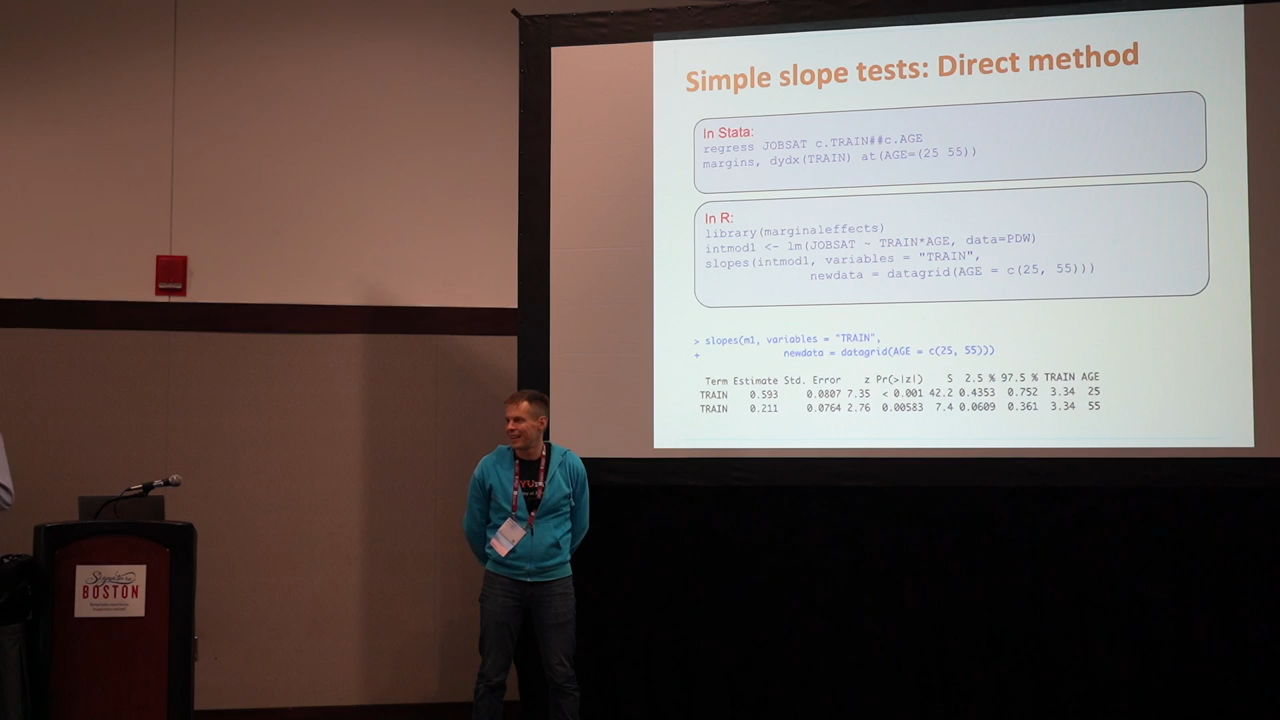 Simple slope tests: Direct method
In Stata:
regress JOBSAT c.TRAIN##c.AGE
margins, dydx(TRAIN) at(AGE=(25 55))
In R:
library(marginaleffects)
intmod1 <- lm(JOBSAT ~ TRAIN*AGE, data=PDW)
slopes(intmod1, variables = "TRAIN",
newdata = datagrid(AGE = c(25, 55)))
> slopes(m1, variables = "TRAIN",
+ newdata = datagrid(AGE = c(25, 55)))
Term Estimate Std. Error z Pr(>|z|) S 2.5 % 97.5 % TRAIN AGE
TRAIN 0.593 0.0807 7.35 < 0.001 42.2 0.4353 0.752 3.34 25
TRAIN 0.211 0.0764 2.76 0.00583 7.4 0.0609 0.361 3.34 55
Signature
BOSTON